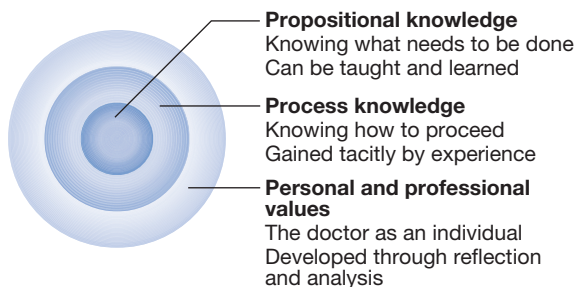 Propositional knowledge
Knowing what needs to be done
Can be taught and learned
Process knowledge
Knowing how to proceed
Gained tacitly by experience
Personal and professional
values
The doctor as an individual
Developed through reflection
and analysis